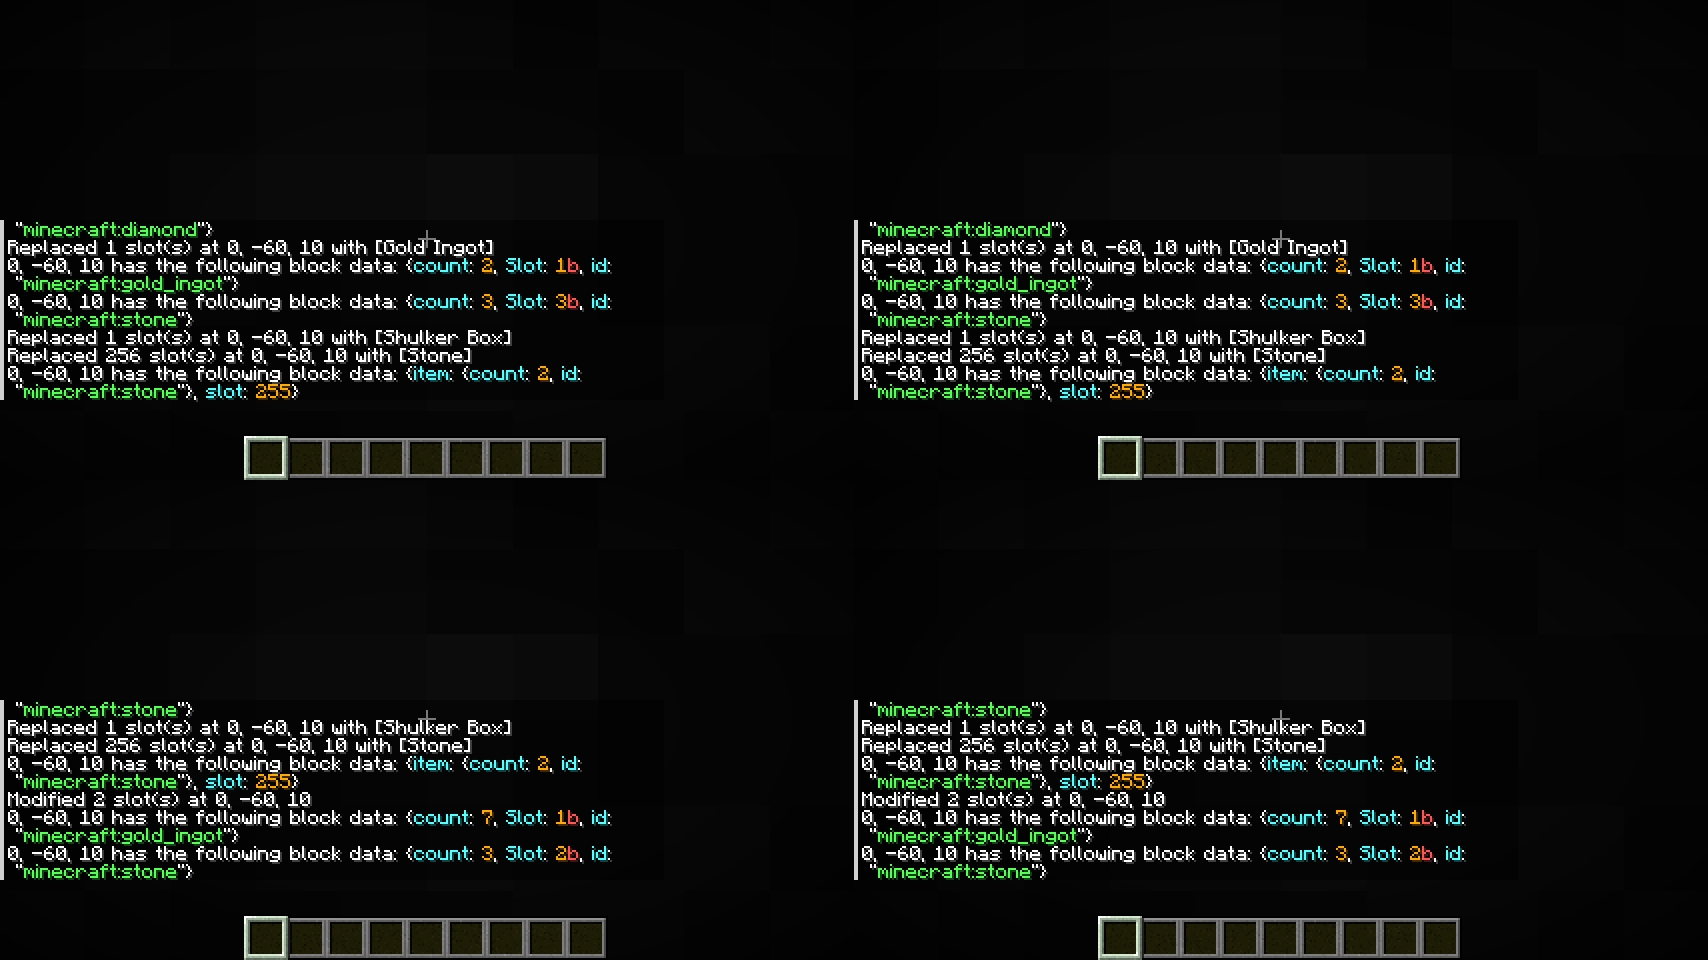 "minecraft:diamond"}
Replaced 1 slot(s) at 0, -60, 10 with [Gold Ingot]
0, -60, 10 has the following block data: {count: 2, Slot: 1b, id:
"minecraft:gold_ingot"}
0, -60, 10 has the following block data: {count: 3, Slot: 3b, id:
"minecraft:stone"}
Replaced 1 slot(s) at 0, -60, 10 with [Shulker Box]
Replaced 256 slot(s) at 0, -60, 10 with [Stone]
0, -60, 10 has the following block data: {item: {count: 2, id:
"minecraft:stone"}, slot: 255}
"minecraft:diamond"}
Replaced 1 slot(s) at 0, -60, 10 with [Gold Ingot]
0, -60, 10 has the following block data: {count: 2, Slot: 1b, id:
"minecraft:gold_ingot"}
0, -60, 10 has the following block data: {count: 3, Slot: 3b, id:
"minecraft:stone"}
Replaced 1 slot(s) at 0, -60, 10 with [Shulker Box]
Replaced 256 slot(s) at 0, -60, 10 with [Stone]
0, -60, 10 has the following block data: {item: {count: 2, id:
"minecraft:stone"}, slot: 255}
"minecraft:stone"}
Replaced 1 slot(s) at 0, -60, 10 with [Shulker Box]
Replaced 256 slot(s) at 0, -60, 10 with [Stone]
0, -60, 10 has the following block data: {item: {count: 2, id:
"minecraft:stone"}, slot: 255}
Modified 2 slot(s) at 0, -60, 10
0, -60, 10 has the following block data: {count: 7, Slot: 1b, id:
"minecraft:gold_ingot"}
0, -60, 10 has the following block data: {count: 3, Slot: 2b, id:
"minecraft:stone"}
"minecraft:stone"}
Replaced 1 slot(s) at 0, -60, 10 with [Shulker Box]
Replaced 256 slot(s) at 0, -60, 10 with [Stone]
0, -60, 10 has the following block data: {item: {count: 2, id:
"minecraft:stone"}, slot: 255}
Modified 2 slot(s) at 0, -60, 10
0, -60, 10 has the following block data: {count: 7, Slot: 1b, id:
"minecraft:gold_ingot"}
0, -60, 10 has the following block data: {count: 3, Slot: 2b, id:
"minecraft:stone"}